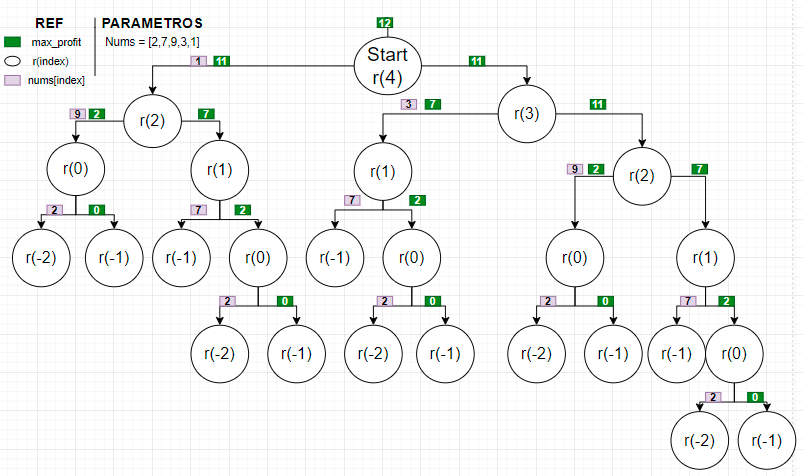 REF PARAMETROS
max_profit Nums = [2,7,9,3,1]
r(index)
nums[index]
12
Start
r(4)
1 11 11
r(2) r(3)
9 2 7 3 7 11
r(0) r(1) r(1) r(2)
2 0 7 2 7 2 9 2 7
r(-2) r(-1) r(-1) r(0) r(-1) r(0) r(0) r(1)
2 0 2 0 2 0 7 2
r(-2) r(-1) r(-2) r(-1) r(-2) r(-1) r(-1) r(0)
2 0
r(-2) r(-1)